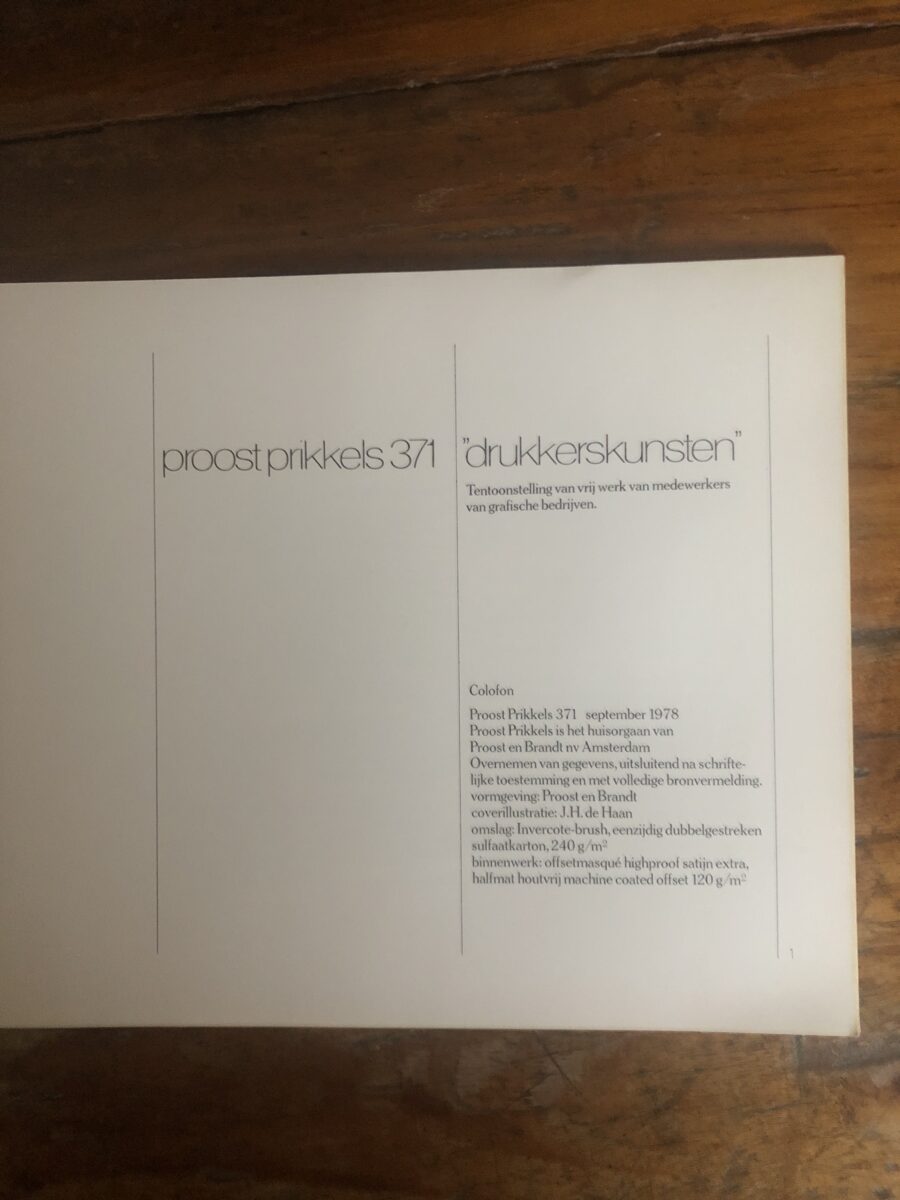 proost prikkels 371
"drukkerskunsten"
Tentoonstelling van vrij werk van medewerkers
van grafische bedrijven.
Colofon
Proost Prikkels 371 september 1978
Proost Prikkels is het huisorgaan van
Proost en Brandt nv Amsterdam
Overnemen van gegevens, uitsluitend na schrifte-
lijke toestemming en met volledige bronvermelding.
vormgeving: Proost en Brandt
coverillustratie: J.H. de Haan
omslag: Invercote-brush, eenzijdig dubbelgestreken
sulfaatkarton, 240 g/m²
binnenwerk: offsetmasqué highproof satijn extra,
halfmat houtvrij machine coated offset 120 g/m²
1